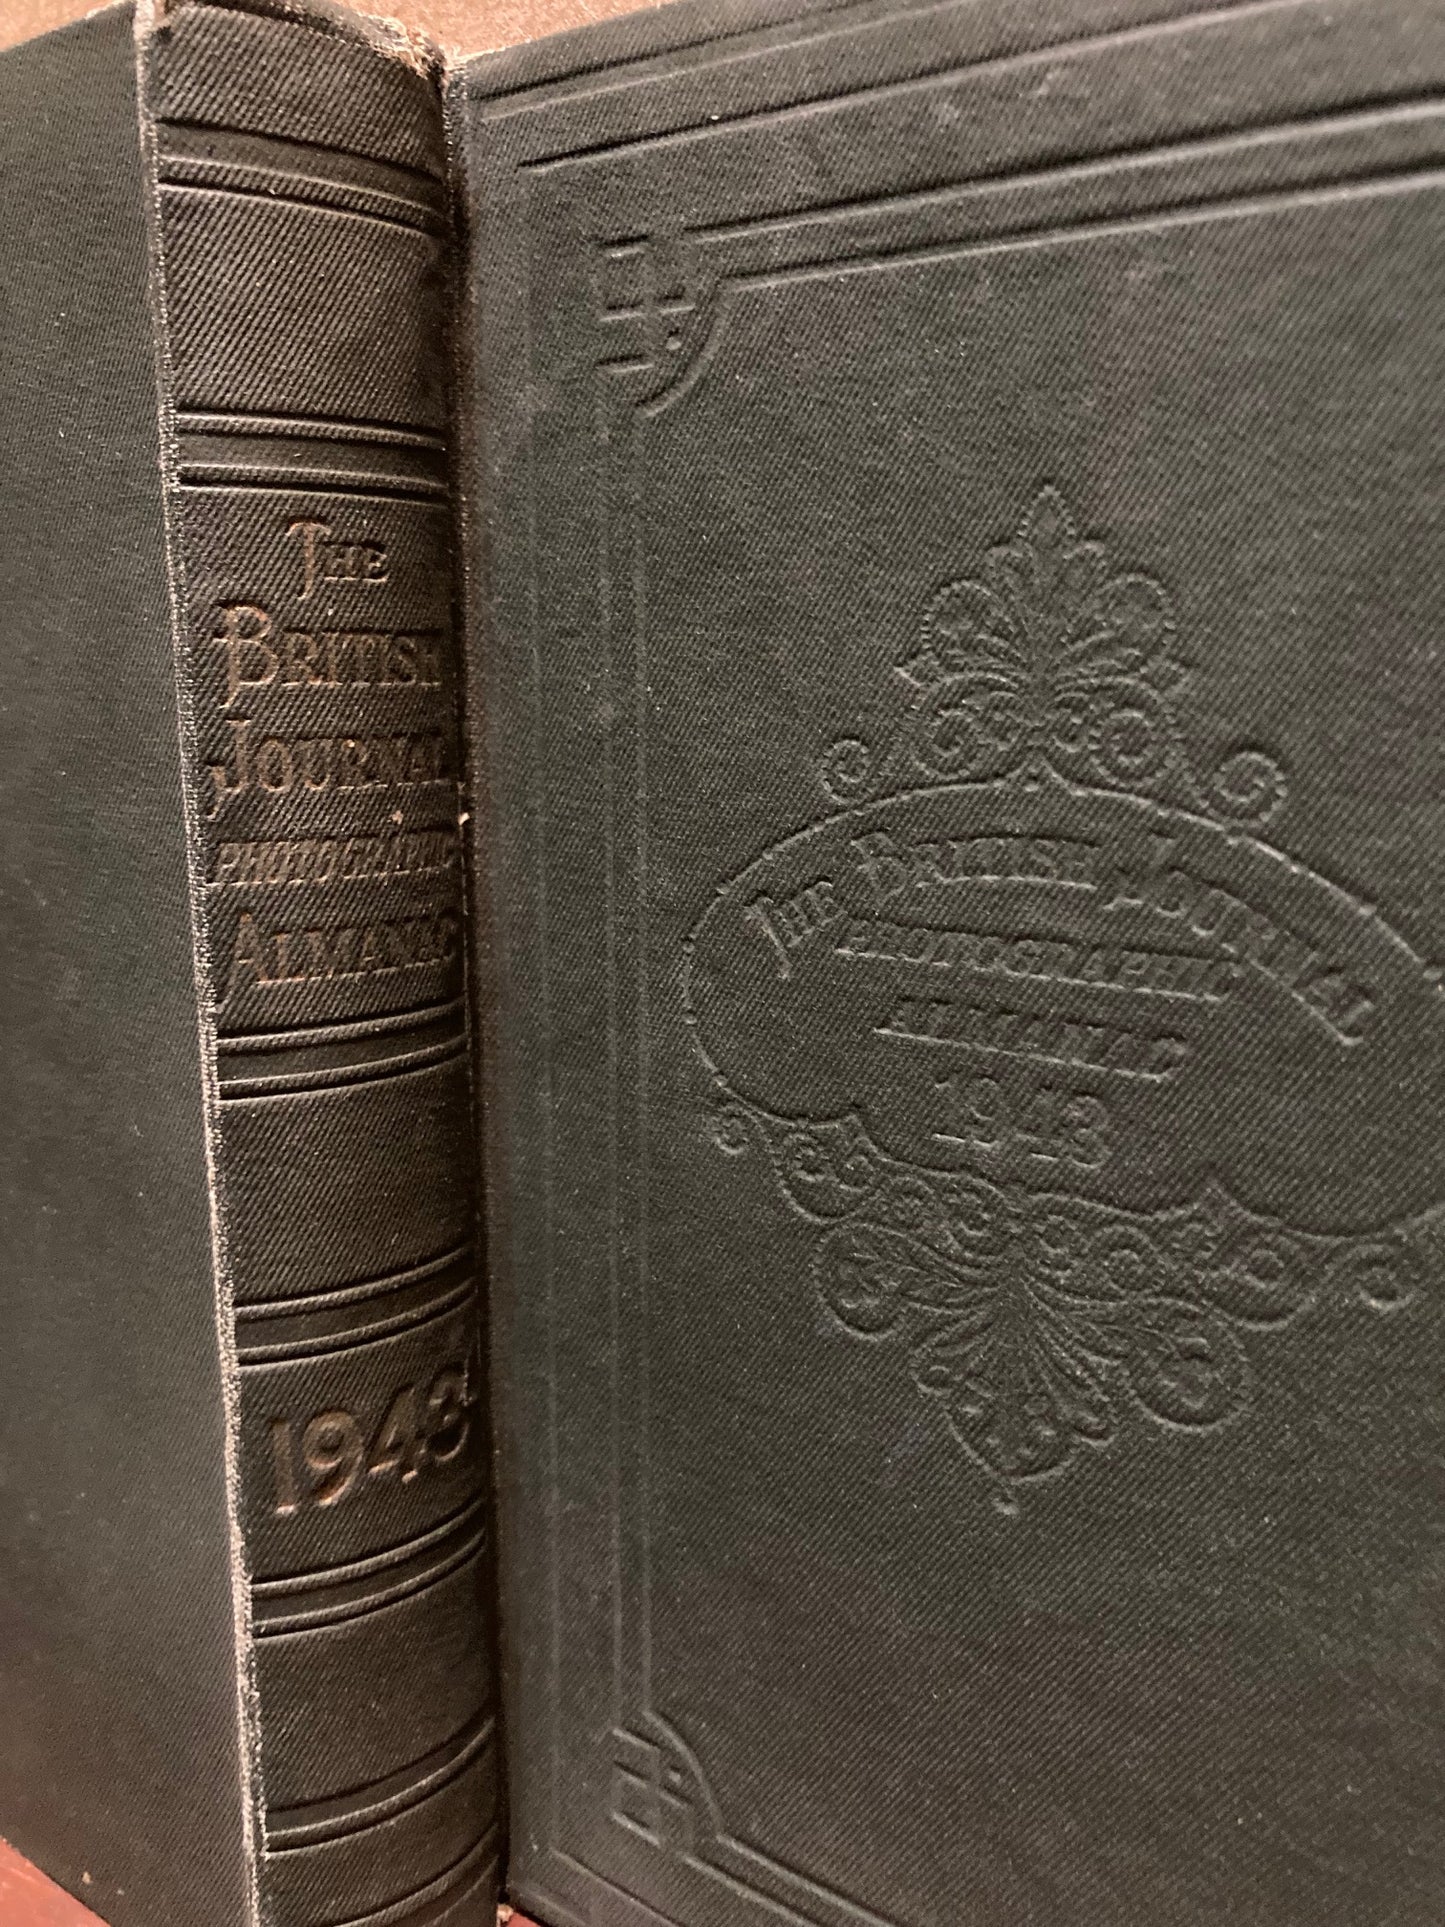 The
British
Journal
Photographic
Almanac
1943
The British Journal
Photographic
Almanac
1943